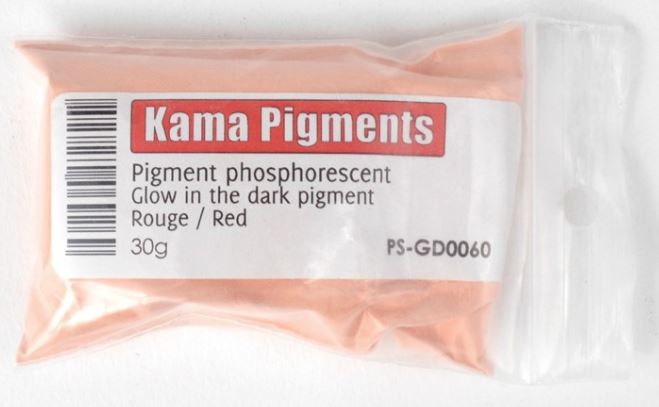 Kama Pigments
Pigment phosphorescent
Glow in the dark pigment
Rouge / Red
30g PS-GD0060